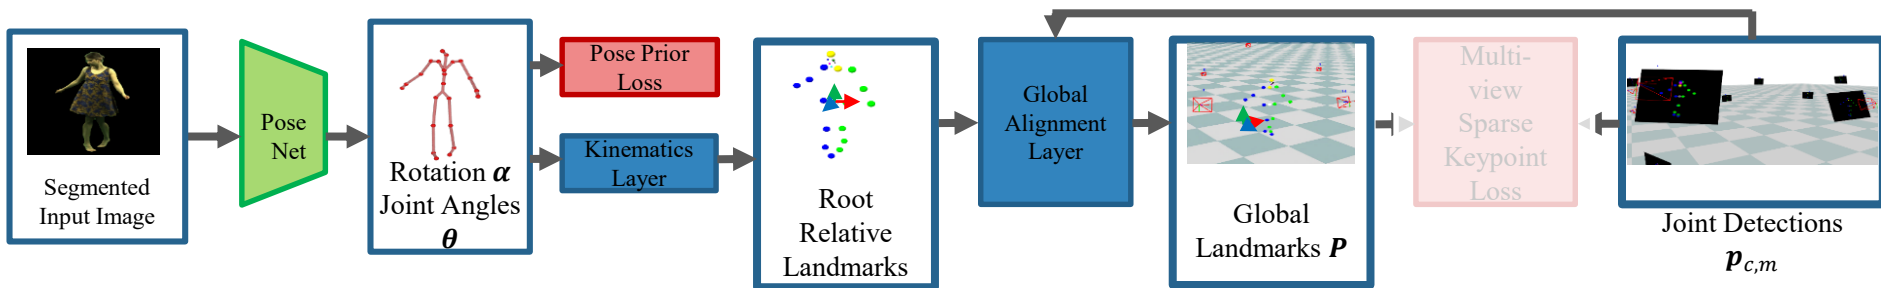 Segmented
Input Image
Pose
Net
Rotation α
Joint Angles
θ
Pose Prior
Loss
Kinematics
Layer
Root
Relative
Landmarks
Global
Alignment
Layer
Global
Landmarks P
Multi-
view
Sparse
Keypoint
Loss
Joint Detections
p_{c,m}